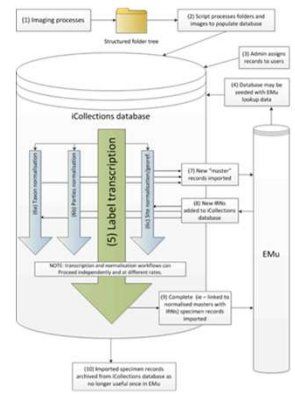 (1) Imaging processes
Structured folder tree
(2) Script processes folders and
images to populate database
(3) Admin assigns
records to users
(4) Database may be
seeded with EMu
lookup data
iCollections database
(6a) Taxon normalisation
(6b) Parties normalisation
(5) Label transcription
(6c) Site normalisation/georef.
(7) New "master"
records imported
(8) New IRNs
added to iCollections
database
EMu
NOTE: transcription and normalisation workflows can
Proceed independently and at different rates.
(9) Complete (ie – linked to
normalised masters with
IRNs) specimen records
imported
(10) Imported specimen records
archived from iCollections database as
no longer useful once in EMu